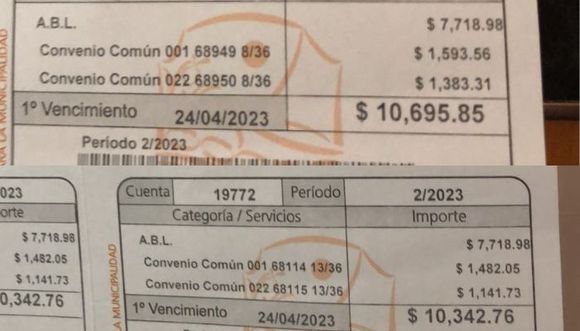 A.B.L. $ 7,718.98
Convenio Común 001 68949 8/36 $ 1,593.56
Convenio Común 022 68950 8/36 $ 1,383.31
1º Vencimiento 24/04/2023 $ 10,695.85
Período 2/2023
LA MUNICIPALIDAD
023
orte
$ 7,718.98
$ 1,482.05
$ 1,141.73
0,342.76
Cuenta 19772 Período 2/2023
Categoría / Servicios Importe
A.B.L. $ 7,718.98
Convenio Común 001 68114 13/36 $ 1,482.05
Convenio Común 022 68115 13/36 $ 1,141.73
1º Vencimiento 24/04/2023 $ 10,342.76
LA MUNICIPALIDAD